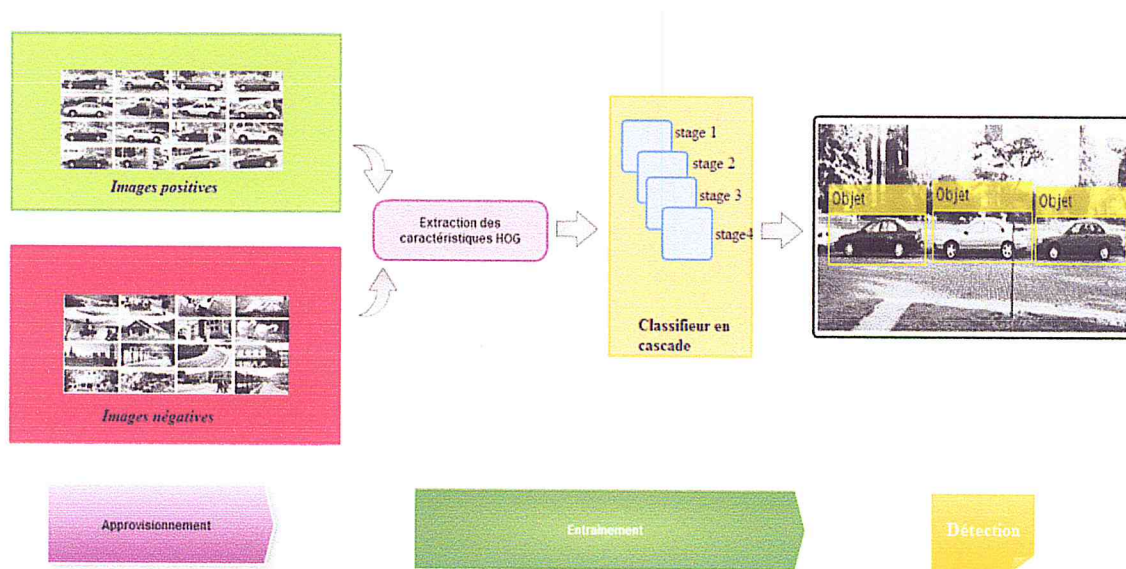 Images positives
Images négatives
Extraction des
caractéristiques HOG
stage 1
stage 2
stage 3
stage4
Classifieur en
cascade
Objet
Objet
Objet
Approvisionnement
Entraînement
Détection